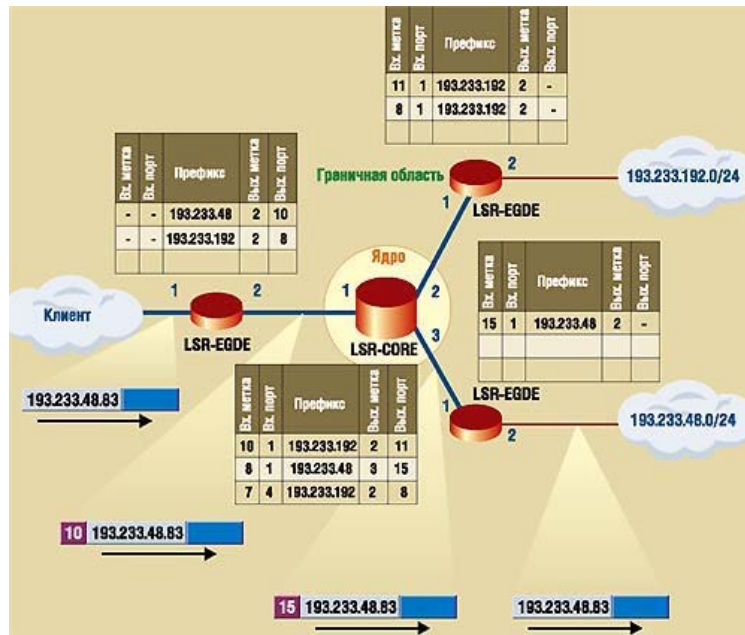 Вх. метка Вх. порт Префикс Вых. метка Вых. порт
11 1 193.233.192 2 -
8 1 193.233.192 2 -
Вх. метка Вх. порт Префикс Вых. метка Вых. порт
- - 193.233.48 2 10
- - 193.233.192 2 8
Граничная область
2
193.233.192.0/24
1
LSR-EGDE
Ядро
Вх. метка Вх. порт Префикс Вых. метка Вых. порт
15 1 193.233.48 2 -
Клиент
1
2
1
2
3
LSR-EGDE
LSR-CORE
LSR-EGDE
1
2
193.233.48.0/24
Вх. метка Вх. порт Префикс Вых. метка Вых. порт
10 1 193.233.192 2 11
8 1 193.233.48 3 15
7 4 193.233.192 2 8
193.233.48.83
10 193.233.48.83
15 193.233.48.83
193.233.48.83